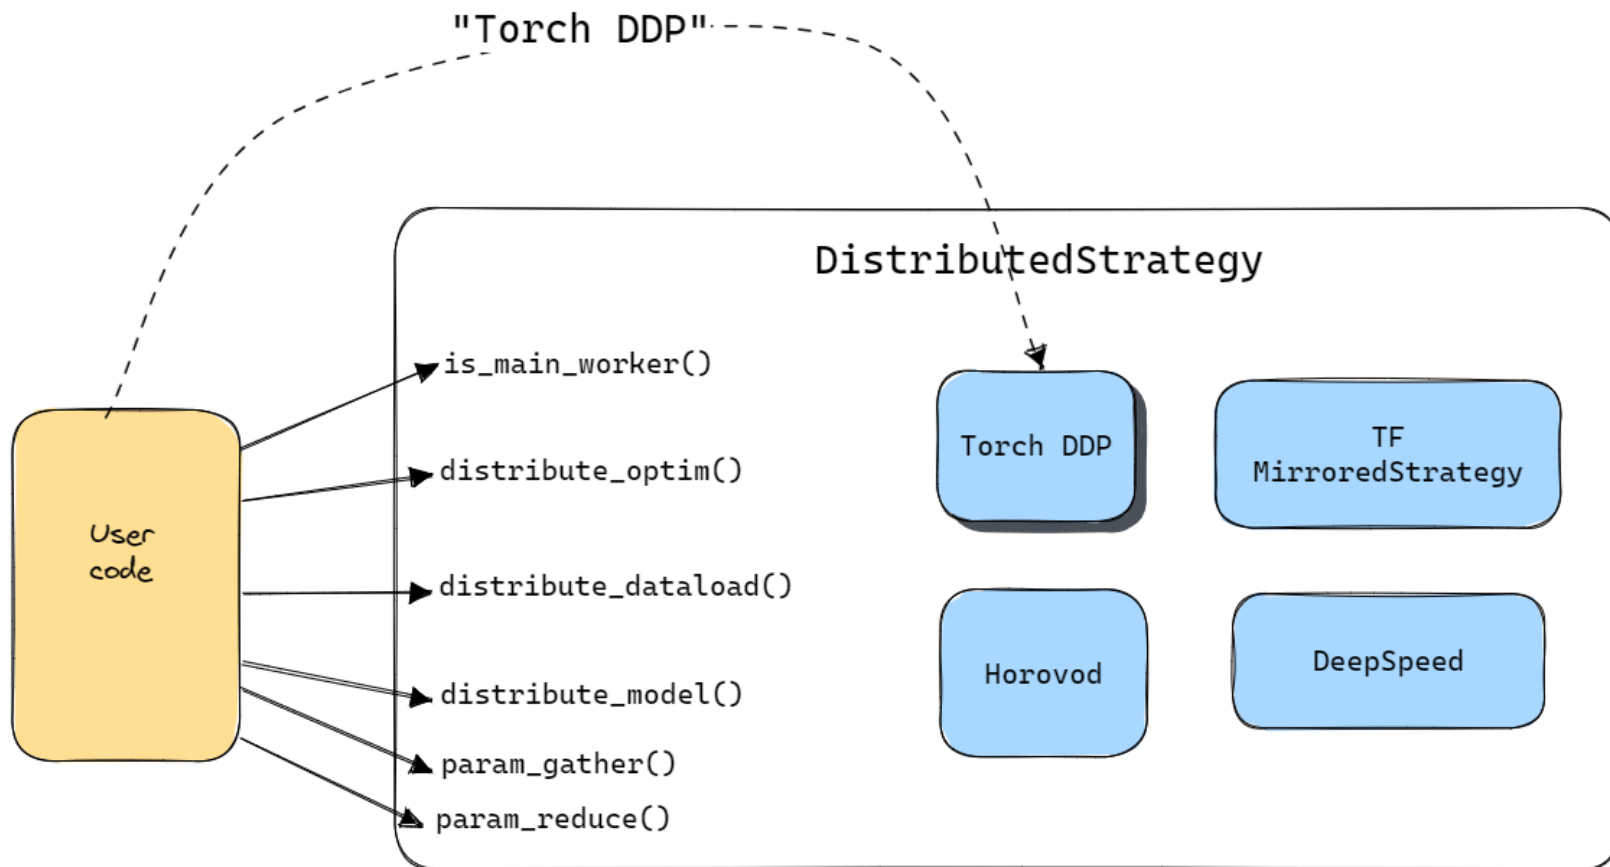 "Torch DDP"
DistributedStrategy
is_main_worker()
distribute_optim()
distribute_dataload()
distribute_model()
param_gather()
param_reduce()
User
code
Torch DDP
TF
MirroredStrategy
Horovod
DeepSpeed